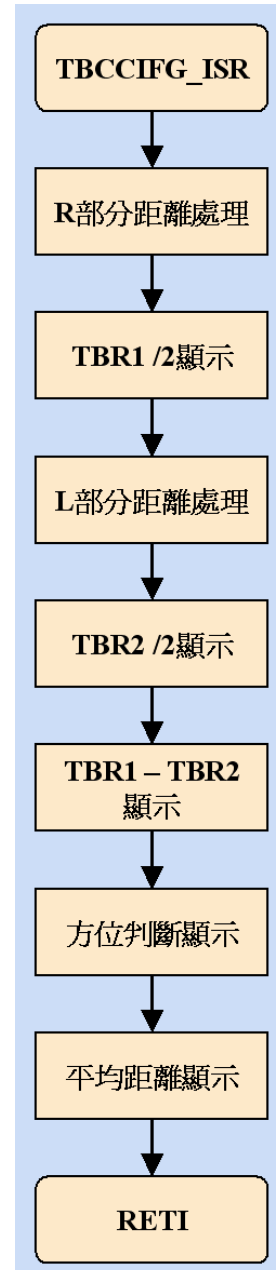 TBCCIFG_ISR
R部分距離處理
TBR1 /2顯示
L部分距離處理
TBR2 /2顯示
TBR1 – TBR2
顯示
方位判斷顯示
平均距離顯示
RETI